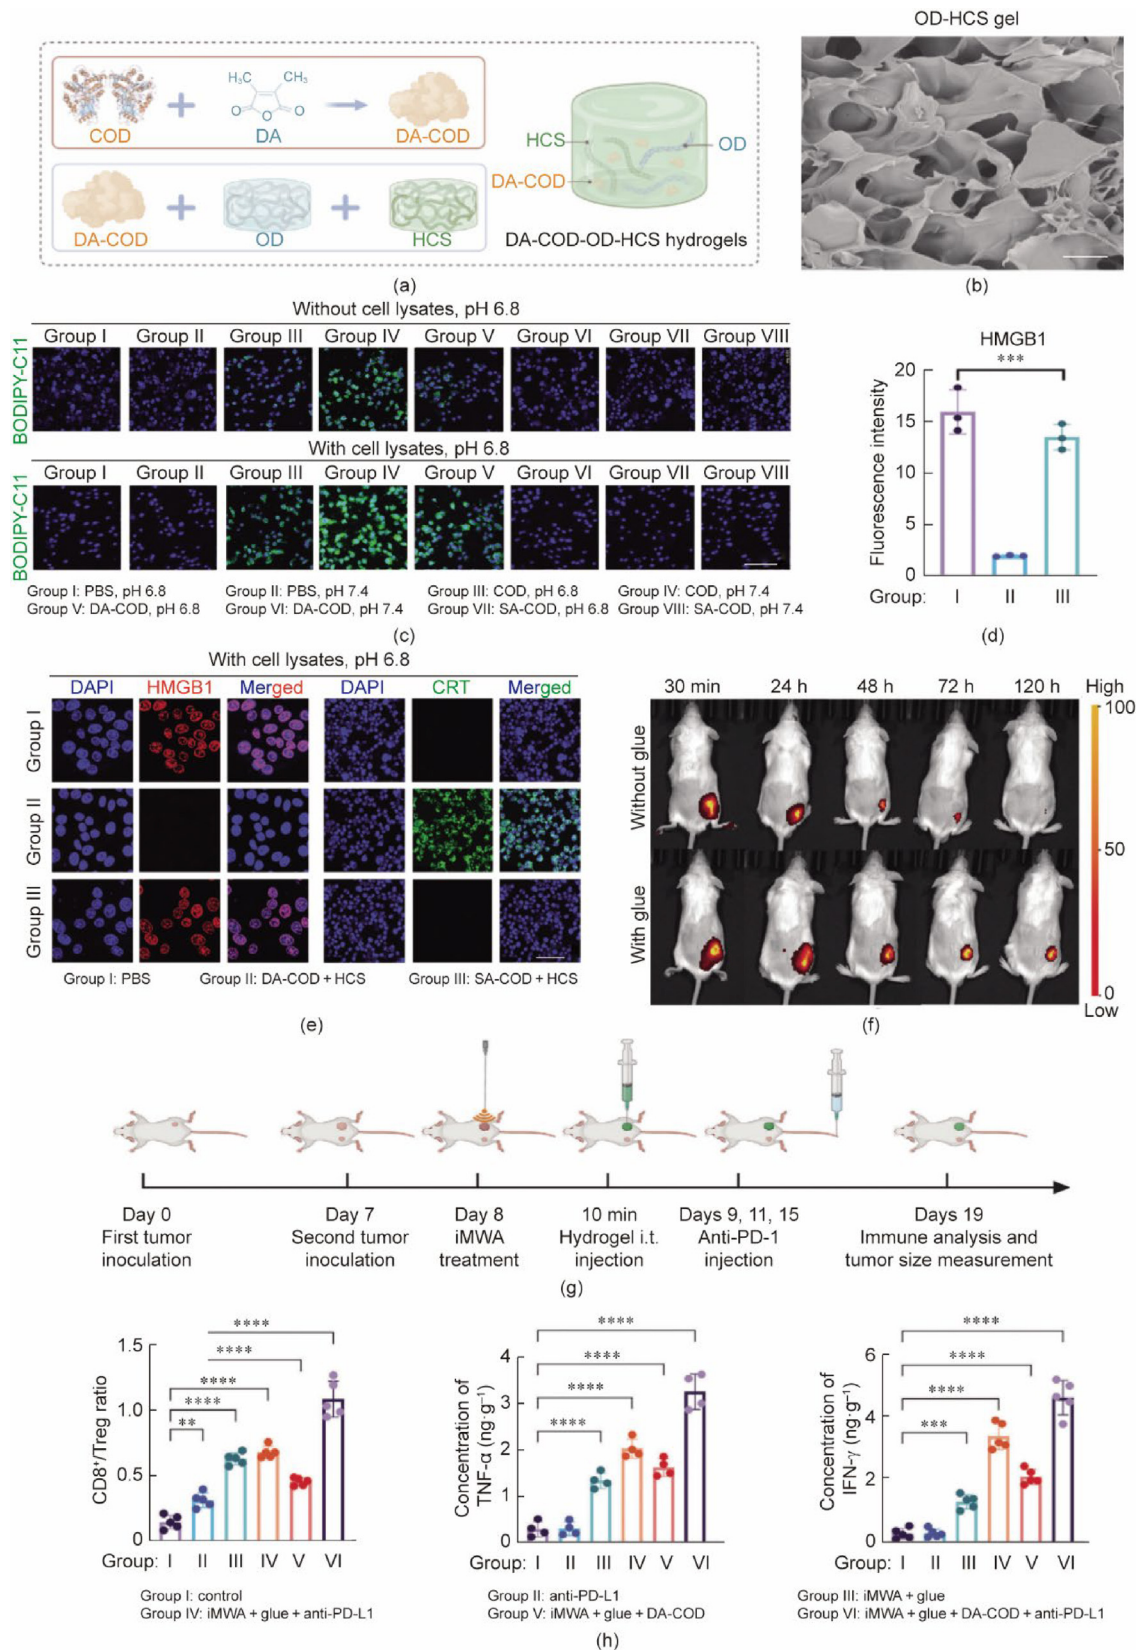 OD-HCS gel
H₃C
CH₃
O
O
O
COD
DA
DA-COD
HCS
OD
DA-COD
DA-COD
OD
HCS
DA-COD-OD-HCS hydrogels
(a)
(b)
Without cell lysates, pH 6.8
Group I Group II Group III Group IV Group V Group VI Group VII Group VIII
BODIPY-C11
With cell lysates, pH 6.8
Group I Group II Group III Group IV Group V Group VI Group VII Group VIII
BODIPY-C11
Group I: PBS, pH 6.8 Group II: PBS, pH 7.4 Group III: COD, pH 6.8 Group IV: COD, pH 7.4
Group V: DA-COD, pH 6.8 Group VI: DA-COD, pH 7.4 Group VII: SA-COD, pH 6.8 Group VIII: SA-COD, pH 7.4
(c)
HMGB1
***
Fluorescence intensity
20
15
10
5
0
Group: I II III
(d)
With cell lysates, pH 6.8
DAPI HMGB1 Merged DAPI CRT Merged
Group I
Group II
Group III
Group I: PBS Group II: DA-COD + HCS Group III: SA-COD + HCS
(e)
30 min 24 h 48 h 72 h 120 h High
100
Without glue
50
With glue
0
Low
(f)
Day 0
First tumor
inoculation
Day 7
Second tumor
inoculation
Day 8
iMWA
treatment
10 min
Hydrogel i.t.
injection
Days 9, 11, 15
Anti-PD-1
injection
Days 19
Immune analysis and
tumor size measurement
(g)
CD8⁺/Treg ratio
1.5
1.0
0.5
0
****
****
****
****
**
Group: I II III IV V VI
Concentration of
TNF-α (ng·g⁻¹)
4
3
2
1
0
****
****
****
****
Group: I II III IV V VI
Concentration of
IFN-γ (ng·g⁻¹)
6
4
2
0
****
****
****
***
Group: I II III IV V VI
Group I: control Group II: anti-PD-L1 Group III: iMWA + glue
Group IV: iMWA + glue + anti-PD-L1 Group V: iMWA + glue + DA-COD Group VI: iMWA + glue + DA-COD + anti-PD-L1
(h)